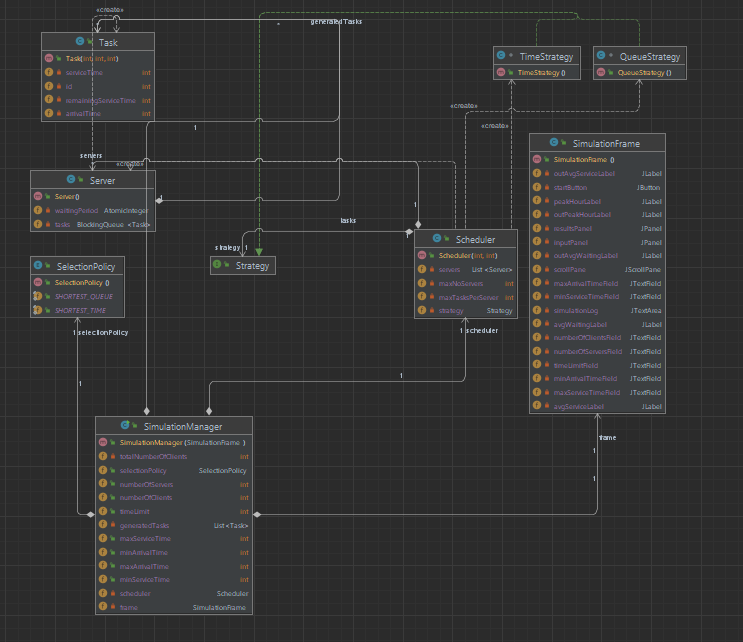 «create»
generatedTasks
*
Task
Task(int, int, int)
serviceTime int
id int
remainingServiceTime int
arrivalTime int
TimeStrategy
TimeStrategy()
QueueStrategy
QueueStrategy()
«create»
«create»
1
SimulationFrame
SimulationFrame ()
outAvgServiceLabel JLabel
startButton JButton
peakHourLabel JLabel
outPeakHourLabel JLabel
resultsPanel JPanel
inputPanel JPanel
outAvgWaitingLabel JLabel
scrollPane JScrollPane
maxArrivalTimeField JTextField
minServiceTimeField JTextField
simulationLog JTextArea
avgWaitingLabel JLabel
numberOfClientsField JTextField
numberOfServersField JTextField
timeLimitField JTextField
minArrivalTimeField JTextField
maxServiceTimeField JTextField
avgServiceLabel JLabel
servers
«create»
Server
Server()
waitingPeriod AtomicInteger
tasks BlockingQueue <Task>
1
1
tasks
1
strategy 1
Strategy
Scheduler
Scheduler(int, int)
servers List <Server>
maxNoServers int
maxTasksPerServer int
strategy Strategy
SelectionPolicy
SelectionPolicy ()
SHORTEST_QUEUE
SHORTEST_TIME
1 selectionPolicy
1 scheduler
1
1
SimulationManager
SimulationManager (SimulationFrame )
totalNumberOfClients int
selectionPolicy SelectionPolicy
numberOfServers int
numberOfClients int
timeLimit int
generatedTasks List <Task>
maxServiceTime int
minArrivalTime int
maxArrivalTime int
minServiceTime int
scheduler Scheduler
frame SimulationFrame
frame
1
1